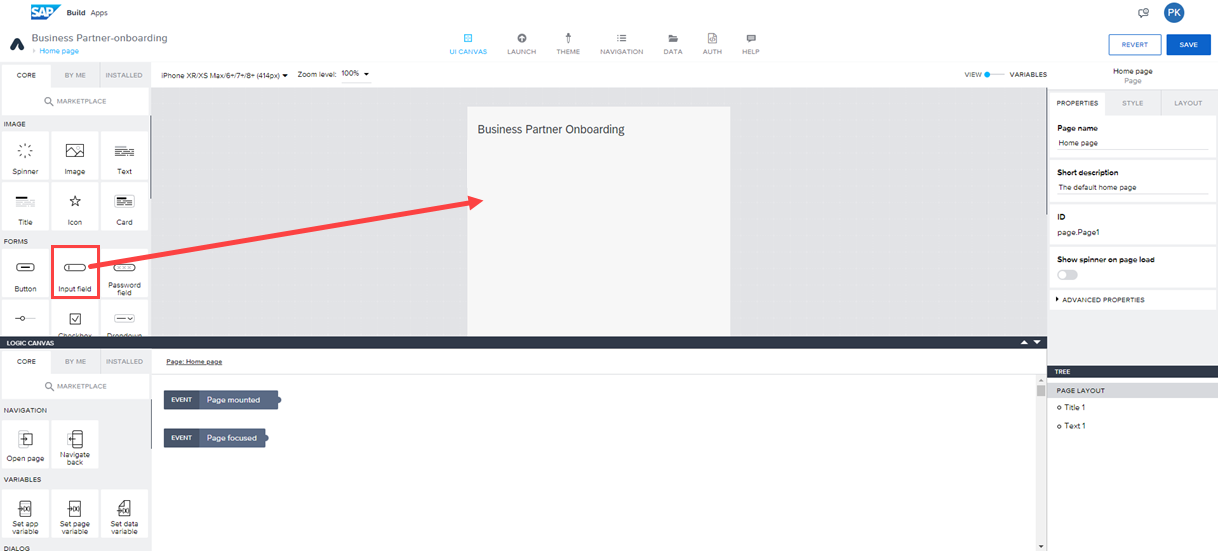 SAP Build Apps
PK
Business Partner-onboarding
› Home page
UI CANVAS LAUNCH THEME NAVIGATION DATA AUTH HELP
REVERT SAVE
CORE BY ME INSTALLED
MARKETPLACE
IMAGE
Spinner Image Text
Title Icon Card
FORMS
Button Input field Password field
Checkbox Dropdown
iPhone XR/XS Max/6+/7+/8+ (414px) Zoom level: 100%
VIEW VARIABLES
Business Partner Onboarding
Home page
Page
PROPERTIES STYLE LAYOUT
Page name
Home page
Short description
The default home page
ID
page.Page1
Show spinner on page load
ADVANCED PROPERTIES
LOGIC CANVAS
CORE BY ME INSTALLED
MARKETPLACE
NAVIGATION
Open page Navigate back
VARIABLES
Set app variable Set page variable Set data variable
DIALOG
Page: Home page
EVENT Page mounted
EVENT Page focused
TREE
PAGE LAYOUT
Title 1
Text 1